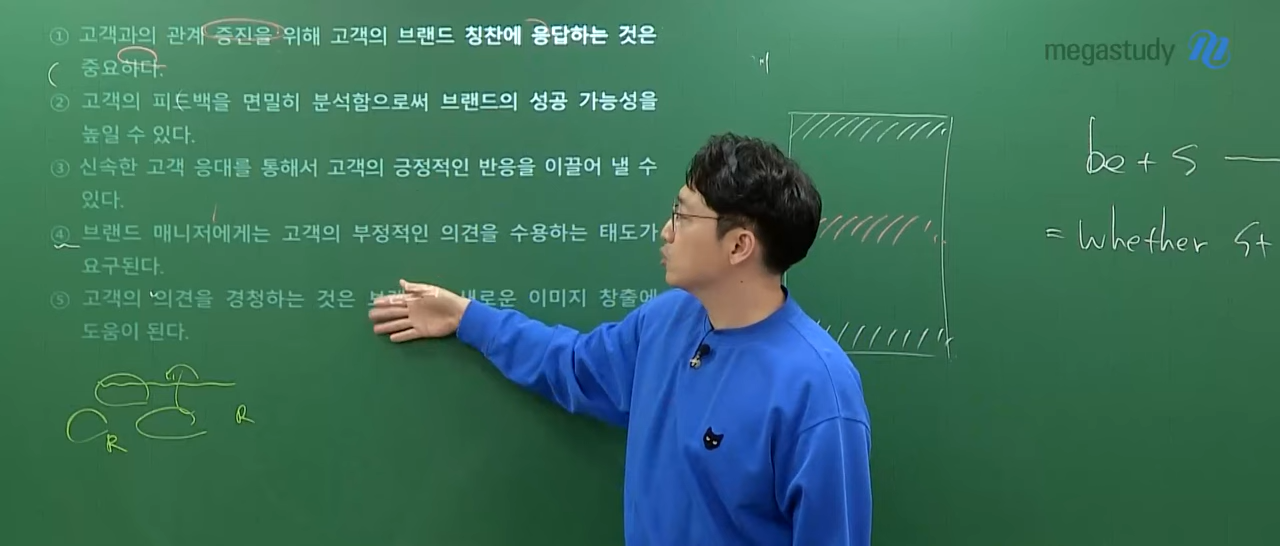 ① 고객과의 관계 증진을 위해 고객의 브랜드 칭찬에 응답하는 것은
중요하다.
② 고객의 피드백을 면밀히 분석함으로써 브랜드의 성공 가능성을
높일 수 있다.
③ 신속한 고객 응대를 통해서 고객의 긍정적인 반응을 이끌어 낼 수
있다.
④ 브랜드 매니저에게는 고객의 부정적인 의견을 수용하는 태도가
요구된다.
⑤ 고객의 의견을 경청하는 것은 새로운 이미지 창출에
도움이 된다.
R
R
megastudy
be + S
= whether S+